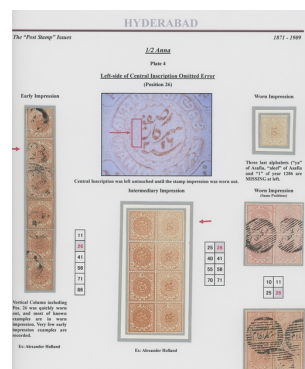 HYDERABAD
The "Post Stamp" Issues
1871 - 1909
1/2 Anna
Plate 4
Left-side of Central Inscription Omitted Error
(Position 26)
Early Impression
Worn Impression
Three last alphabets ("ya"
of Asafia, "aleef" of Asafia
and "1" of year 1286 are
MISSING at left.
Central Inscription was left untouched until the stamp impression was worn out.
Intermediary Impression
Worn Impression
(Same Positions)
11
26
41
56
71
86
25 26
40 41
55 56
70 71
10 11
25 26
Vertical Column including
Pos. 26 was quickly worn
out, and most of known
examples are in worn
impression. Very few early
impression examples are
recorded.
Ex: Alexander Holland
Ex: Alexander Holland